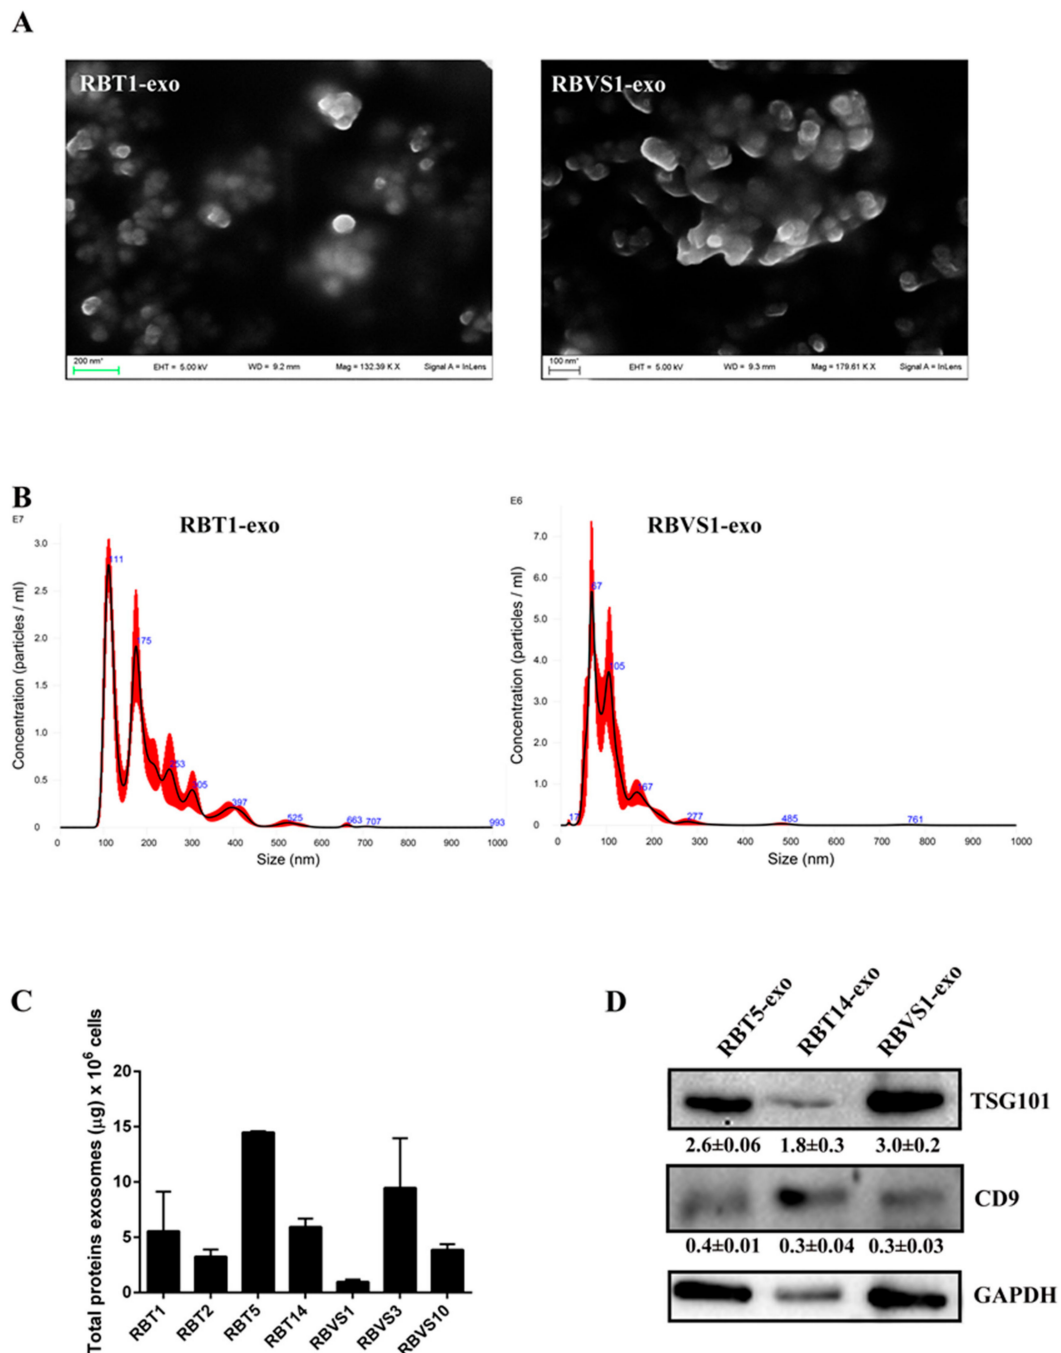 A
RBT1-exo
RBVS1-exo
200 nm*
EHT = 5.00 kV
WD = 9.2 mm
Mag = 132.39 K X
Signal A = InLens
100 nm*
EHT = 5.00 kV
WD = 9.3 mm
Mag = 179.61 K X
Signal A = InLens
B
E7
RBT1-exo
Concentration (particles / ml)
3.0
2.5
2.0
1.5
1.0
0.5
0
111
175
253
305
397
525
663
707
993
0
100
200
300
400
500
600
700
800
900
1000
Size (nm)
E6
RBVS1-exo
Concentration (particles / ml)
7.0
6.0
5.0
4.0
3.0
2.0
1.0
0
17
67
105
167
277
485
761
0
100
200
300
400
500
600
700
800
900
1000
Size (nm)
C
Total proteins exosomes (µg) x 10⁶ cells
20
15
10
5
0
RBT1
RBT2
RBT5
RBT14
RBVS1
RBVS3
RBVS10
D
RBT5-exo
RBT14-exo
RBVS1-exo
TSG101
2.6±0.06 1.8±0.3 3.0±0.2
CD9
0.4±0.01 0.3±0.04 0.3±0.03
GAPDH